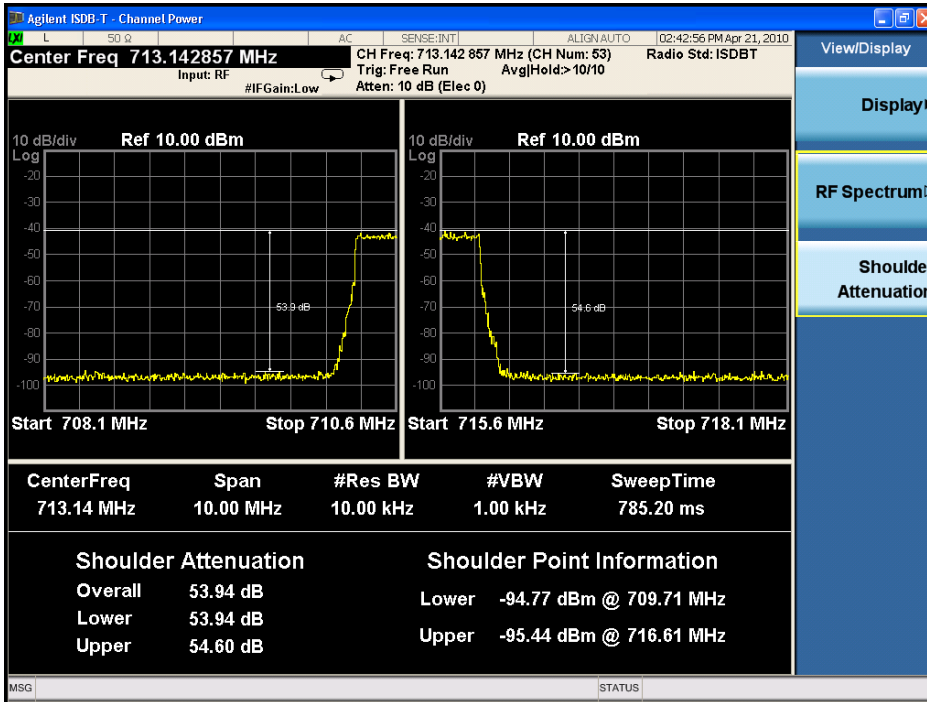 Agilent ISDB-T - Channel Power
LXI L 50 Ω AC SENSE:INT ALIGN AUTO 02:42:56 PM Apr 21, 2010
Center Freq 713.142857 MHz
Input: RF
#IFGain:Low
CH Freq: 713.142 857 MHz (CH Num: 53)
Trig: Free Run Avg|Hold:> 10/10
Atten: 10 dB (Elec 0)
Radio Std: ISDBT
View/Display
Display
RF Spectrum
Shoulde
Attenuation
10 dB/div Ref 10.00 dBm
Log
-20
-30
-40
-50
-60
-70
-80
-90
-100
53.9 dB
Start 708.1 MHz Stop 710.6 MHz
10 dB/div Ref 10.00 dBm
Log
-20
-30
-40
-50
-60
-70
-80
-90
-100
54.6 dB
Start 715.6 MHz Stop 718.1 MHz
CenterFreq Span #Res BW #VBW SweepTime
713.14 MHz 10.00 MHz 10.00 kHz 1.00 kHz 785.20 ms
Shoulder Attenuation
Overall 53.94 dB
Lower 53.94 dB
Upper 54.60 dB
Shoulder Point Information
Lower -94.77 dBm @ 709.71 MHz
Upper -95.44 dBm @ 716.61 MHz
MSG STATUS